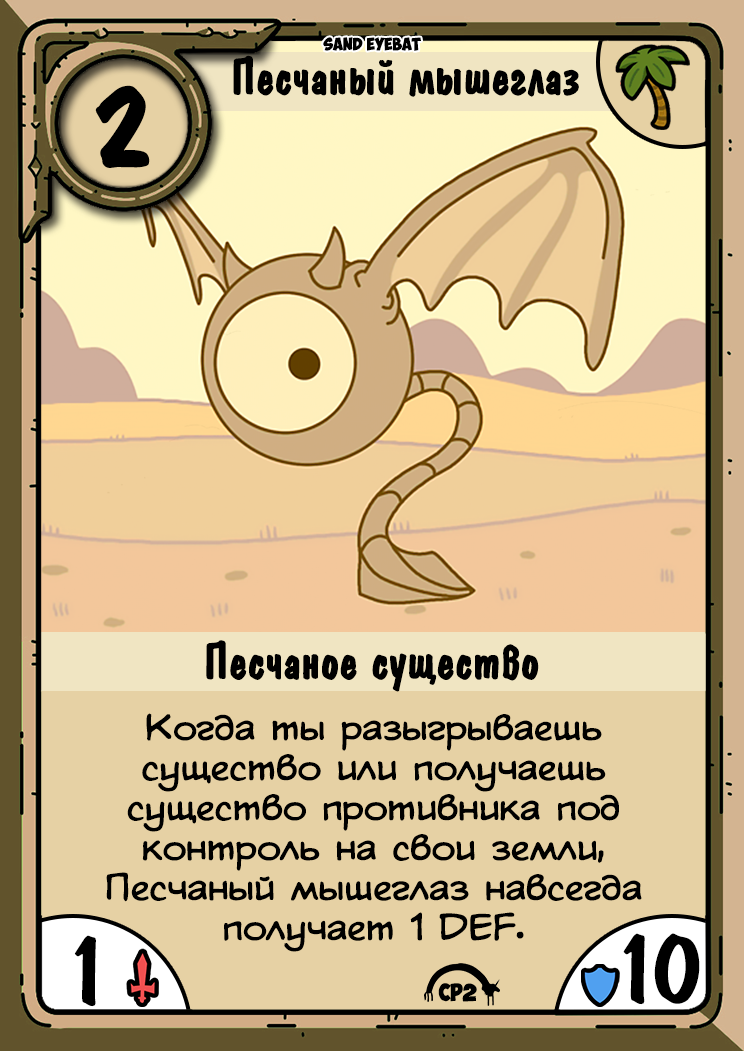 SAND EYEBAT
2
Песчаный мышеглаз
Песчаное существо
Когда ты разыгрываешь
существо или получаешь
существо противника под
контроль на свои земли,
Песчаный мышеглаз навсегда
получает 1 DEF.
1
CP2
10